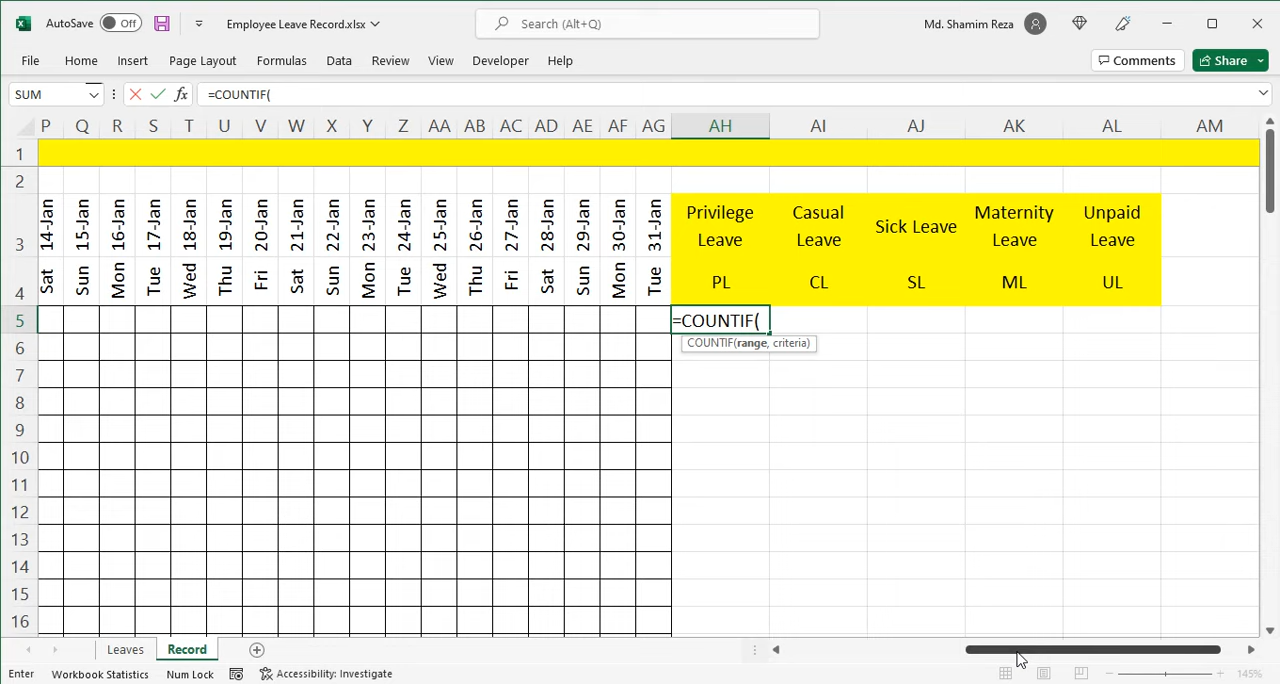 AutoSave Off Employee Leave Record.xlsx Search (Alt+Q) Md. Shamim Reza
File Home Insert Page Layout Formulas Data Review View Developer Help Comments Share
SUM fx =COUNTIF(
P Q R S T U V W X Y Z AA AB AC AD AE AF AG AH AI AJ AK AL AM
1
2
3 14-Jan 15-Jan 16-Jan 17-Jan 18-Jan 19-Jan 20-Jan 21-Jan 22-Jan 23-Jan 24-Jan 25-Jan 26-Jan 27-Jan 28-Jan 29-Jan 30-Jan 31-Jan Privilege Leave Casual Leave Sick Leave Maternity Leave Unpaid Leave
4 Sat Sun Mon Tue Wed Thu Fri Sat Sun Mon Tue Wed Thu Fri Sat Sun Mon Tue PL CL SL ML UL
5 =COUNTIF(
COUNTIF(range, criteria)
6
7
8
9
10
11
12
13
14
15
16
Leaves Record
Enter Workbook Statistics Num Lock Accessibility: Investigate 145%